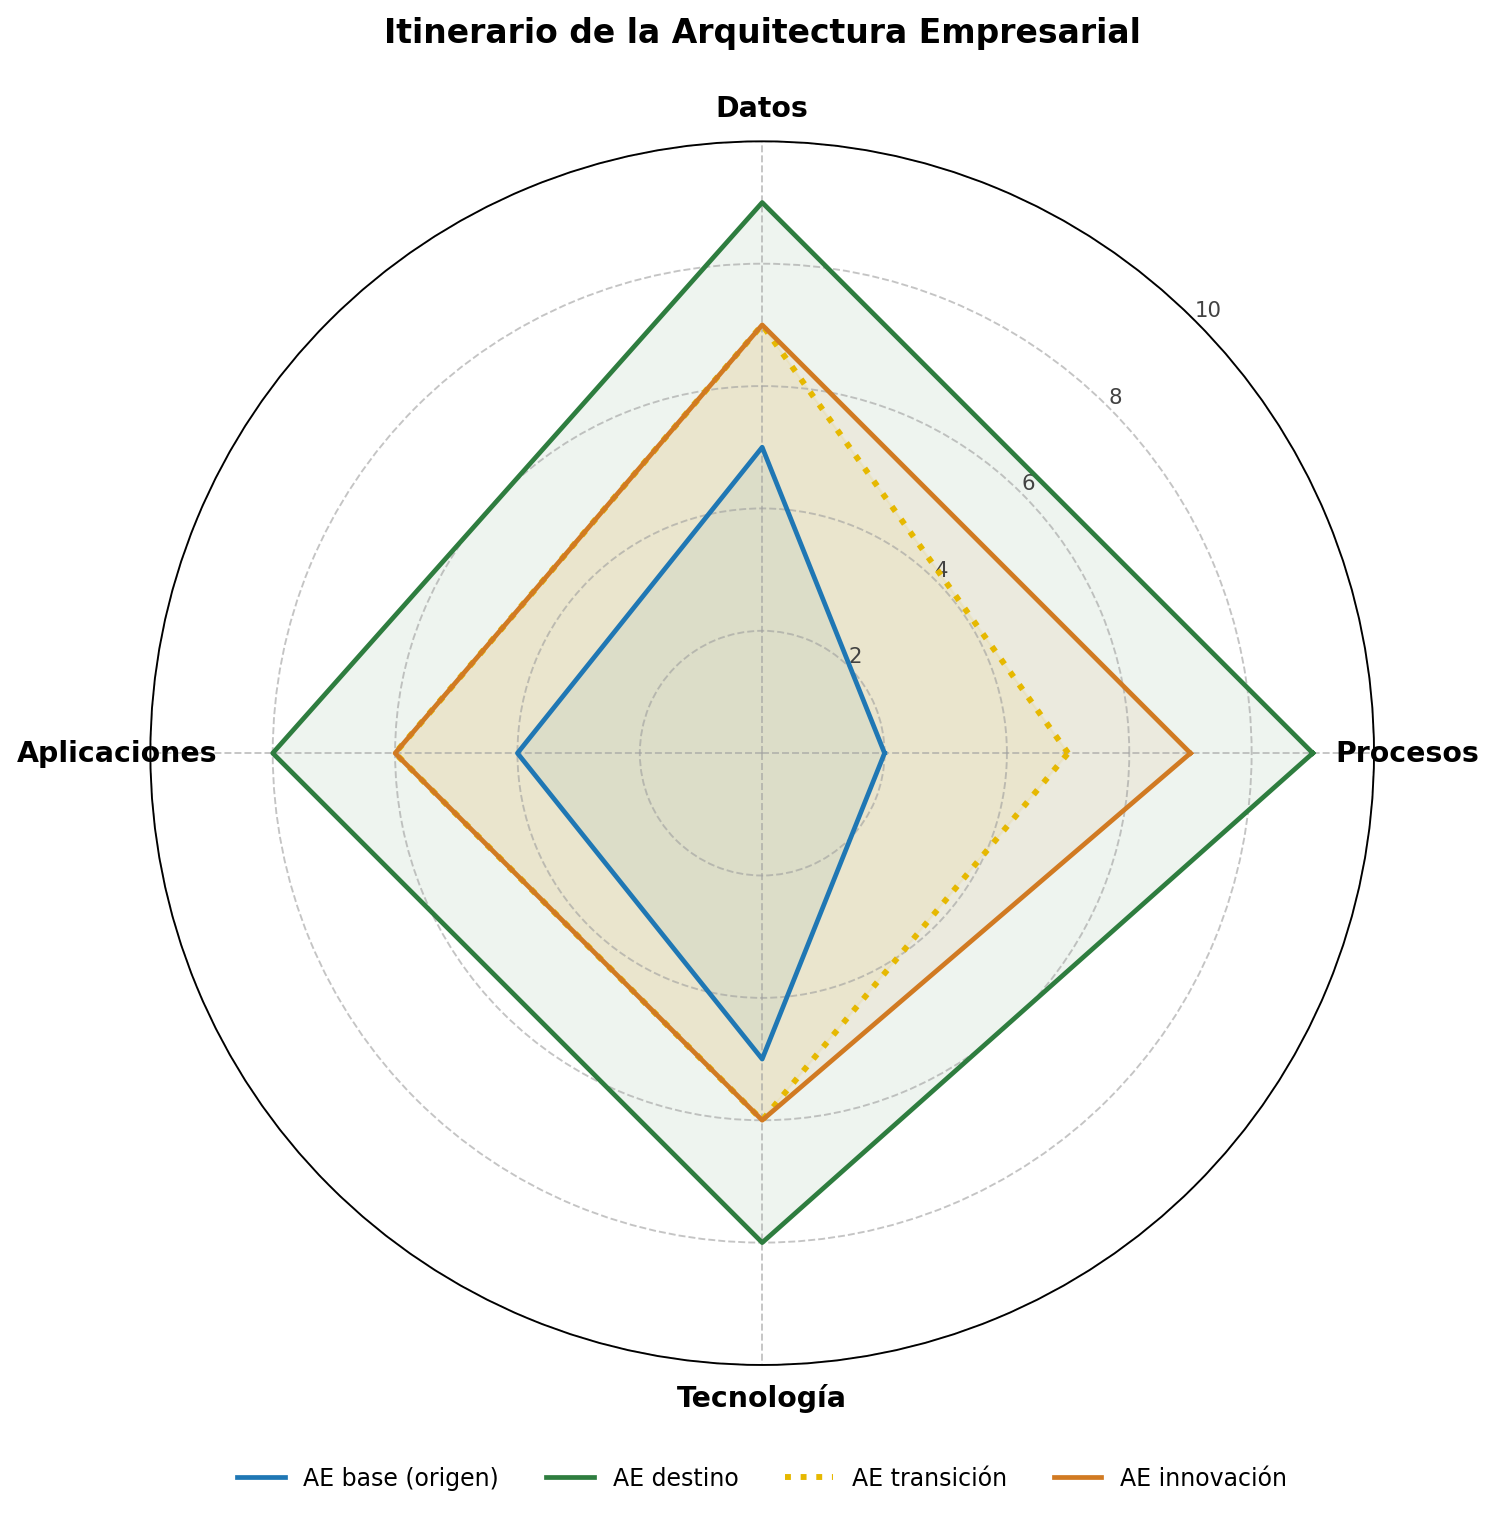 Itinerario de la Arquitectura Empresarial
Datos
10
8
6
4
2
Aplicaciones
Procesos
Tecnología
AE base (origen)
AE destino
AE transición
AE innovación